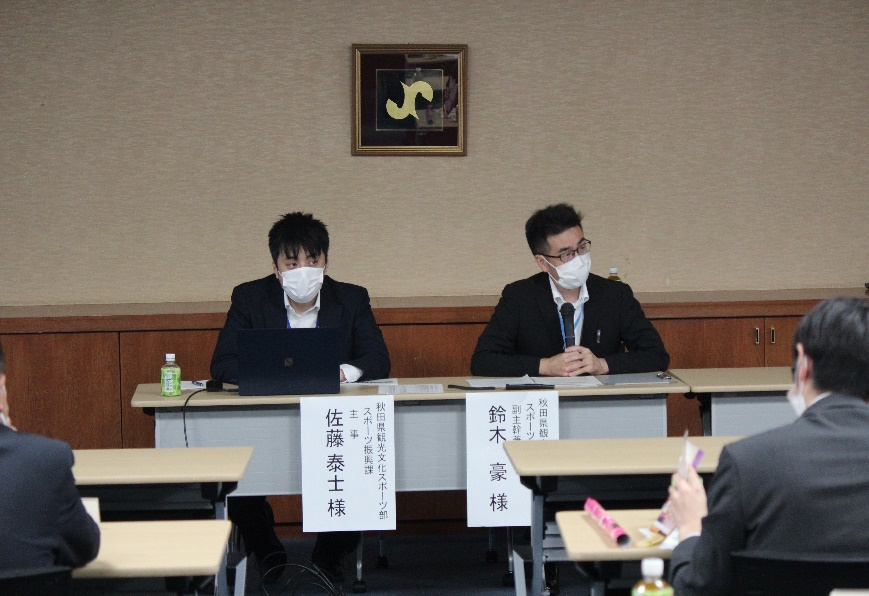 秋田県観光文化スポーツ部
スポーツ振興課
主 事
佐藤 泰士 様
秋田県観
スポーツ
副主幹兼
鈴木 豪 様